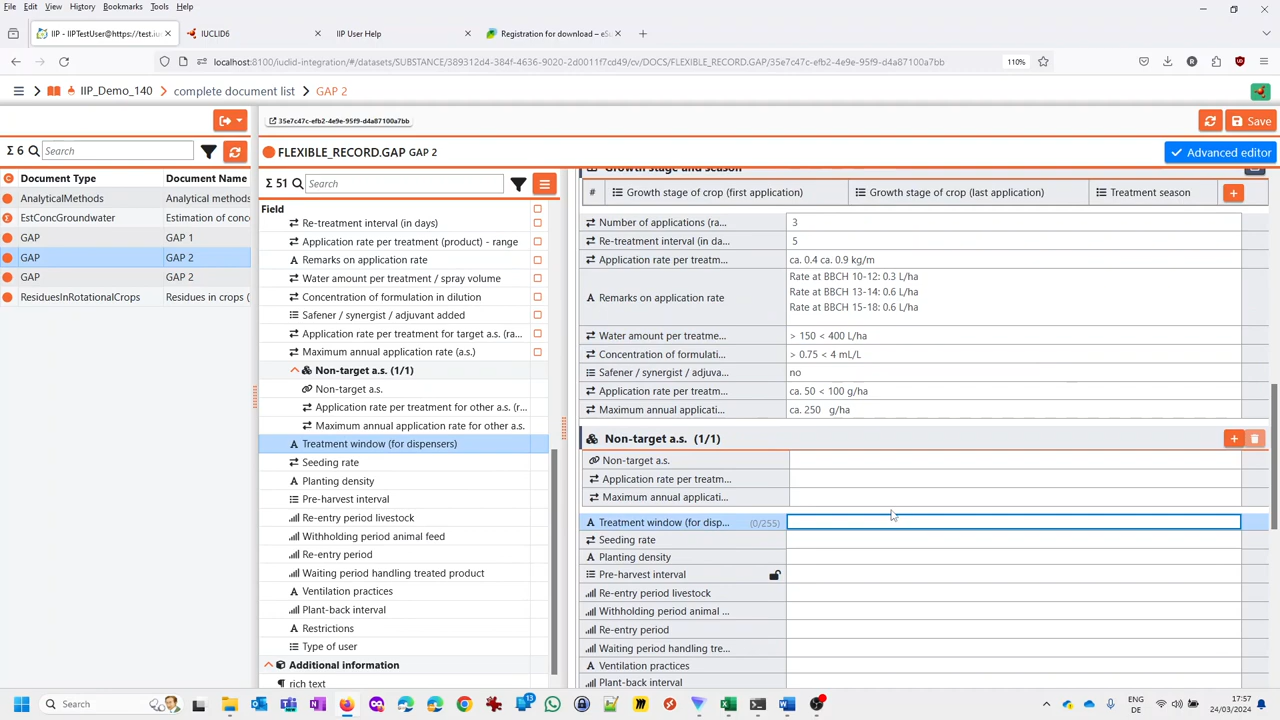 File Edit View History Bookmarks Tools Help
IIP - IIPTestUser@https://test.iuc
IUCLID6
IIP User Help
Registration for download – eSu
localhost:8100/iuclid-integration/#/datasets/SUBSTANCE/389312d4-384f-4636-9020-2d0011f7cd49/cv/DOCS/FLEXIBLE_RECORD.GAP/35e7c47c-efb2-4e9e-95f9-d4a87100a7bb
110%
IIP_Demo_140 complete document list GAP 2
35e7c47c-efb2-4e9e-95f9-d4a87100a7bb
Save
Σ 6 Search
FLEXIBLE_RECORD.GAP GAP 2
Advanced editor
Document Type Document Name
AnalyticalMethods Analytical methods
EstConcGroundwater Estimation of conce
GAP GAP 1
GAP GAP 2
GAP GAP 2
ResiduesInRotationalCrops Residues in crops (
Σ 51 Search
Field
Re-treatment interval (in days)
Application rate per treatment (product) - range
Remarks on application rate
Water amount per treatment / spray volume
Concentration of formulation in dilution
Safener / synergist / adjuvant added
Application rate per treatment for target a.s. (ra...
Maximum annual application rate (a.s.)
Non-target a.s. (1/1)
Non-target a.s.
Application rate per treatment for other a.s. (r...
Maximum annual application rate for other a.s.
Treatment window (for dispensers)
Seeding rate
Planting density
Pre-harvest interval
Re-entry period livestock
Withholding period animal feed
Re-entry period
Waiting period handling treated product
Ventilation practices
Plant-back interval
Restrictions
Type of user
Additional information
rich text
Growth stage and season
# Growth stage of crop (first application) Growth stage of crop (last application) Treatment season
Number of applications (ra... 3
Re-treatment interval (in da... 5
Application rate per treatm... ca. 0.4 ca. 0.9 kg/m
Remarks on application rate
Rate at BBCH 10-12: 0.3 L/ha
Rate at BBCH 13-14: 0.6 L/ha
Rate at BBCH 15-18: 0.6 L/ha
Water amount per treatme... > 150 < 400 L/ha
Concentration of formulati... > 0.75 < 4 mL/L
Safener / synergist / adjuva... no
Application rate per treatm... ca. 50 < 100 g/ha
Maximum annual applicati... ca. 250 g/ha
Non-target a.s. (1/1)
Non-target a.s.
Application rate per treatm...
Maximum annual applicati...
Treatment window (for disp... (0/255)
Seeding rate
Planting density
Pre-harvest interval
Re-entry period livestock
Withholding period animal ...
Re-entry period
Waiting period handling tre...
Ventilation practices
Plant-back interval
Search
13
ENG
DE
17:57
24/03/2024